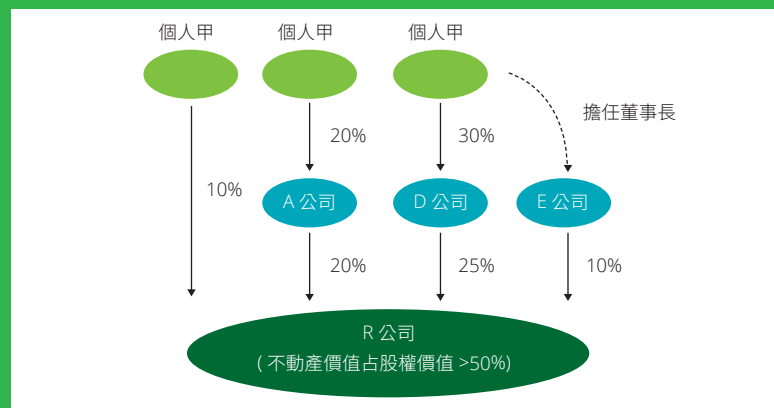 個人甲
個人甲
個人甲
擔任董事長
20%
30%
10%
A 公司
D 公司
E 公司
20%
25%
10%
R 公司
( 不動產價值占股權價值 >50%)